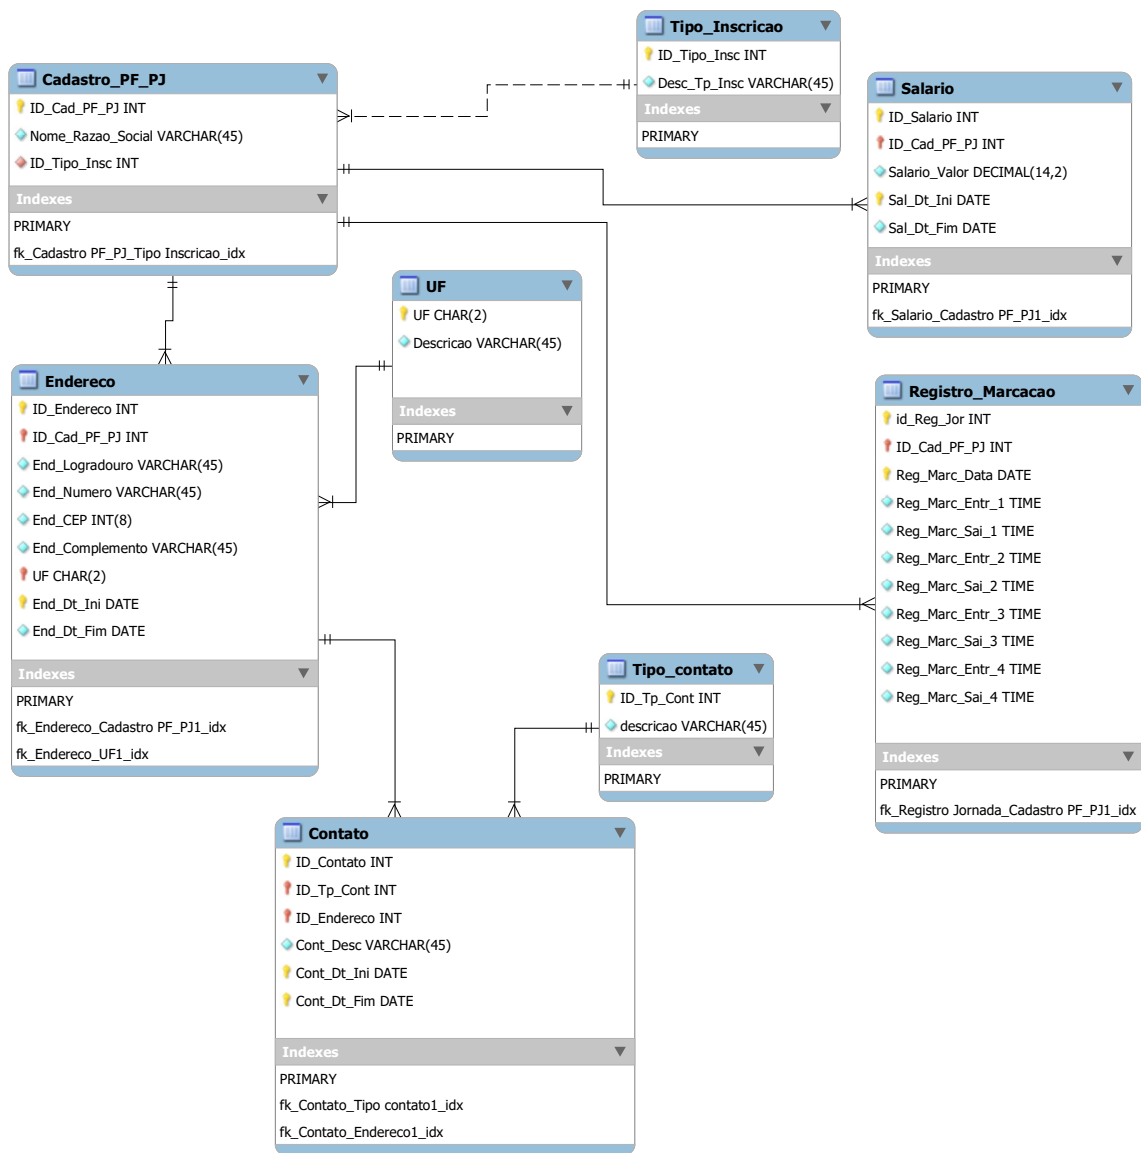 Tipo_Inscricao
ID_Tipo_Insc INT
Desc_Tp_Insc VARCHAR(45)
Indexes
PRIMARY
Cadastro_PF_PJ
ID_Cad_PF_PJ INT
Nome_Razao_Social VARCHAR(45)
ID_Tipo_Insc INT
Indexes
PRIMARY
fk_Cadastro PF_PJ_Tipo Inscricao_idx
Salario
ID_Salario INT
ID_Cad_PF_PJ INT
Salario_Valor DECIMAL(14,2)
Sal_Dt_Ini DATE
Sal_Dt_Fim DATE
Indexes
PRIMARY
fk_Salario_Cadastro PF_PJ1_idx
UF
UF CHAR(2)
Descricao VARCHAR(45)
Indexes
PRIMARY
Endereco
ID_Endereco INT
ID_Cad_PF_PJ INT
End_Logradouro VARCHAR(45)
End_Numero VARCHAR(45)
End_CEP INT(8)
End_Complemento VARCHAR(45)
UF CHAR(2)
End_Dt_Ini DATE
End_Dt_Fim DATE
Indexes
PRIMARY
fk_Endereco_Cadastro PF_PJ1_idx
fk_Endereco_UF1_idx
Registro_Marcacao
id_Reg_Jor INT
ID_Cad_PF_PJ INT
Reg_Marc_Data DATE
Reg_Marc_Entr_1 TIME
Reg_Marc_Sai_1 TIME
Reg_Marc_Entr_2 TIME
Reg_Marc_Sai_2 TIME
Reg_Marc_Entr_3 TIME
Reg_Marc_Sai_3 TIME
Reg_Marc_Entr_4 TIME
Reg_Marc_Sai_4 TIME
Indexes
PRIMARY
fk_Registro Jornada_Cadastro PF_PJ1_idx
Tipo_contato
ID_Tp_Cont INT
descricao VARCHAR(45)
Indexes
PRIMARY
Contato
ID_Contato INT
ID_Tp_Cont INT
ID_Endereco INT
Cont_Desc VARCHAR(45)
Cont_Dt_Ini DATE
Cont_Dt_Fim DATE
Indexes
PRIMARY
fk_Contato_Tipo contato1_idx
fk_Contato_Endereco1_idx